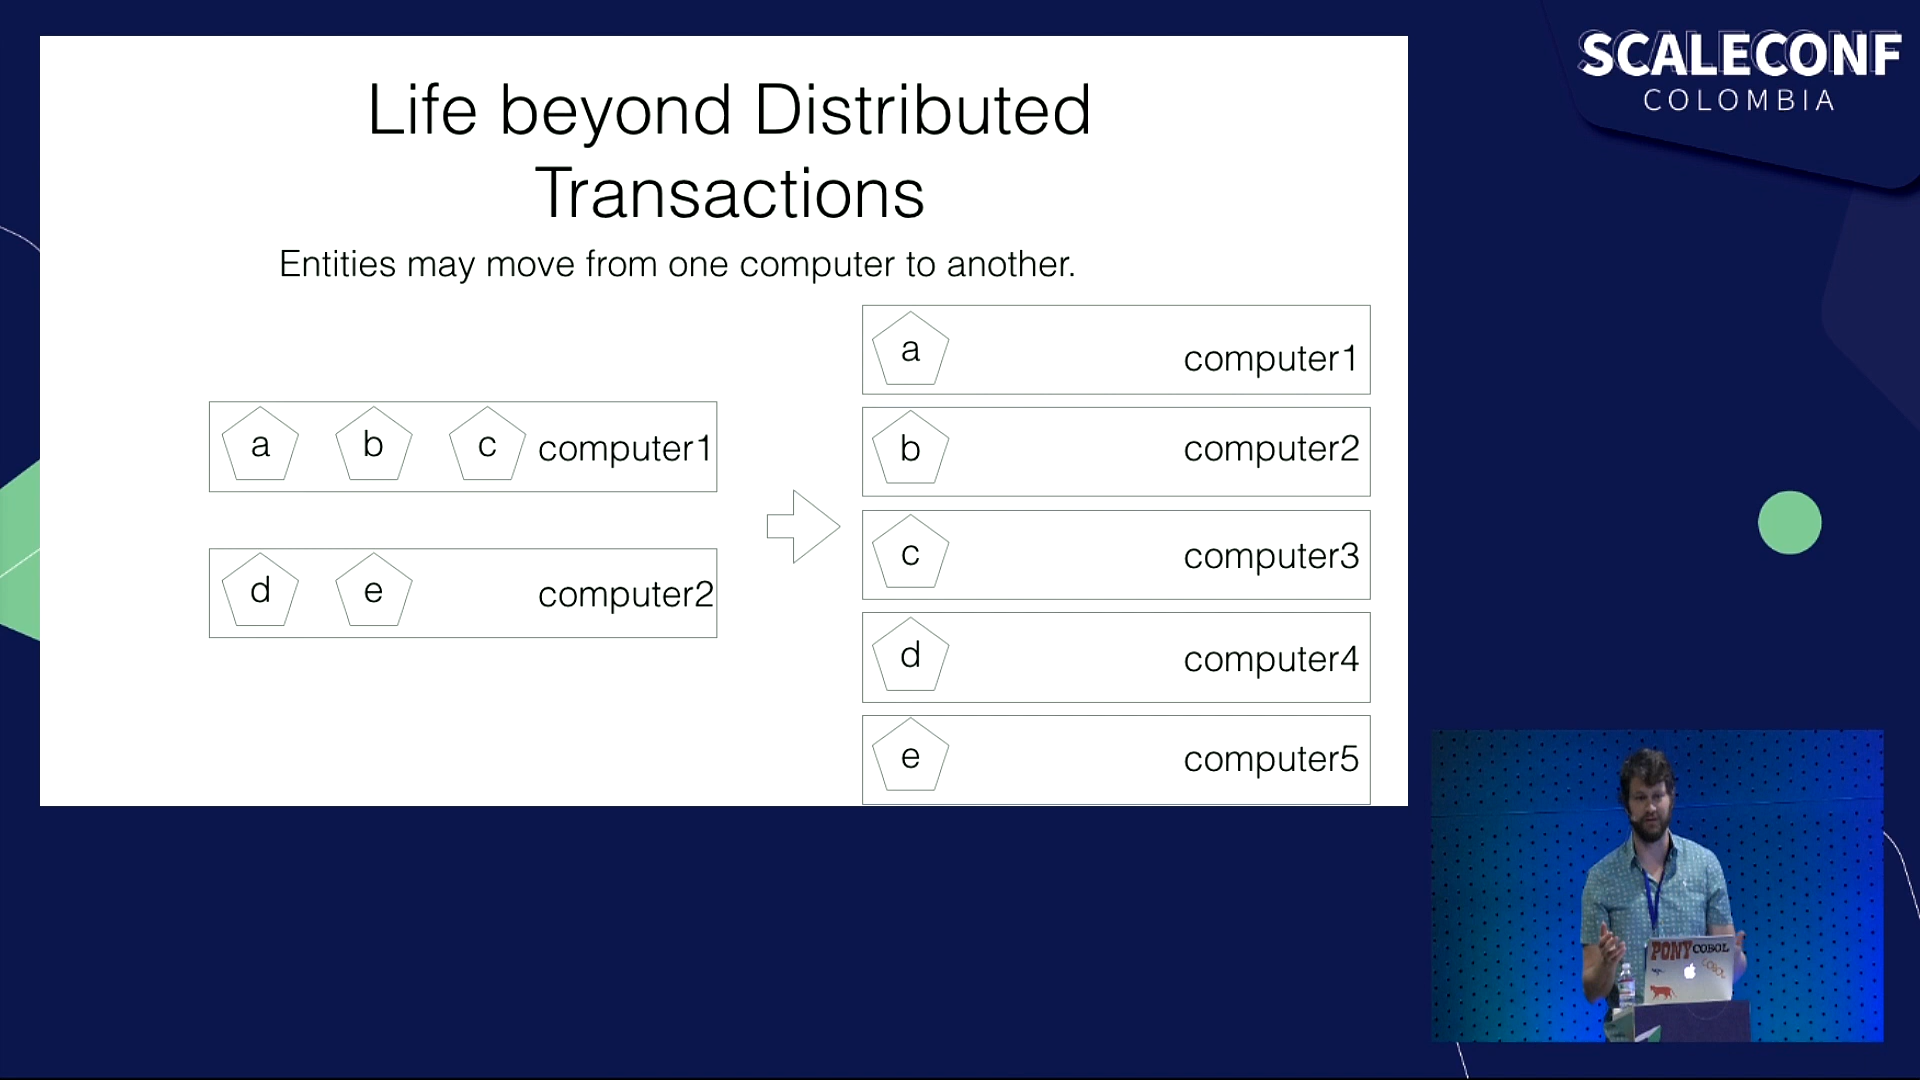 SCALECONF
COLOMBIA
Life beyond Distributed
Transactions
Entities may move from one computer to another.
a b c computer1
d e computer2
a computer1
b computer2
c computer3
d computer4
e computer5
PONY COBOL